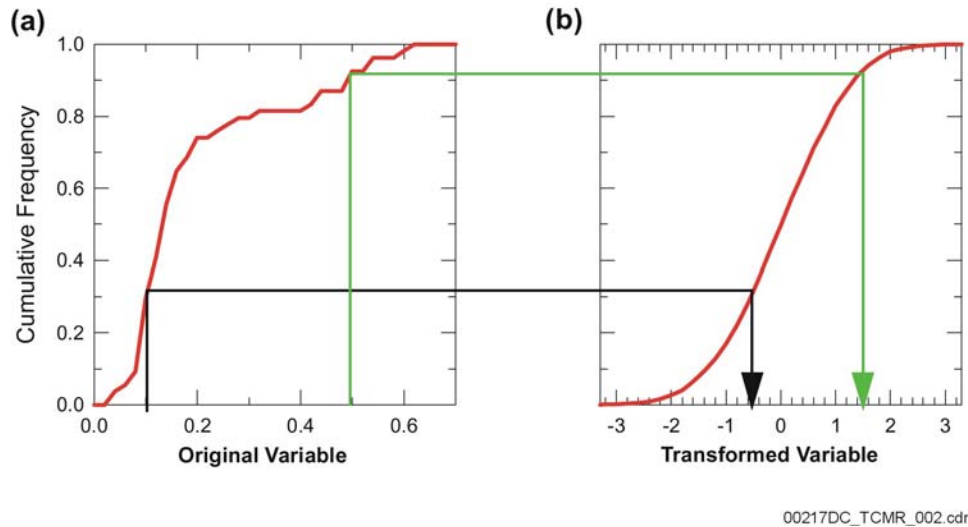 (a)
(b)
1.0
0.8
0.6
0.4
0.2
0.0
Cumulative Frequency
0.0 0.2 0.4 0.6
Original Variable
-3 -2 -1 0 1 2 3
Transformed Variable
00217DC_TCMR_002.cdr